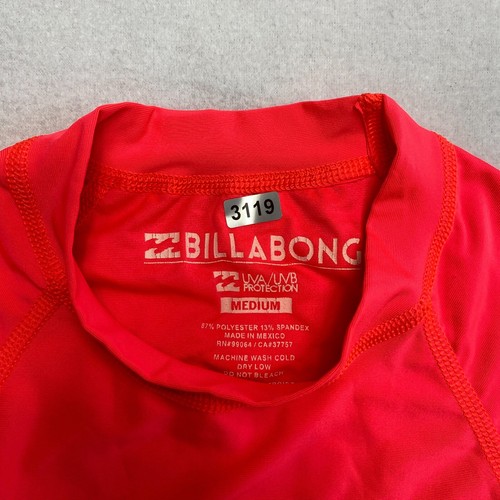 3119
BILLABONG
UVA/UVB
PROTECTION
MEDIUM
87% POLYESTER 13% SPANDEX
MADE IN MEXICO
RN#99064 / CA#37757
MACHINE WASH COLD
DRY LOW
DO NOT BLEACH